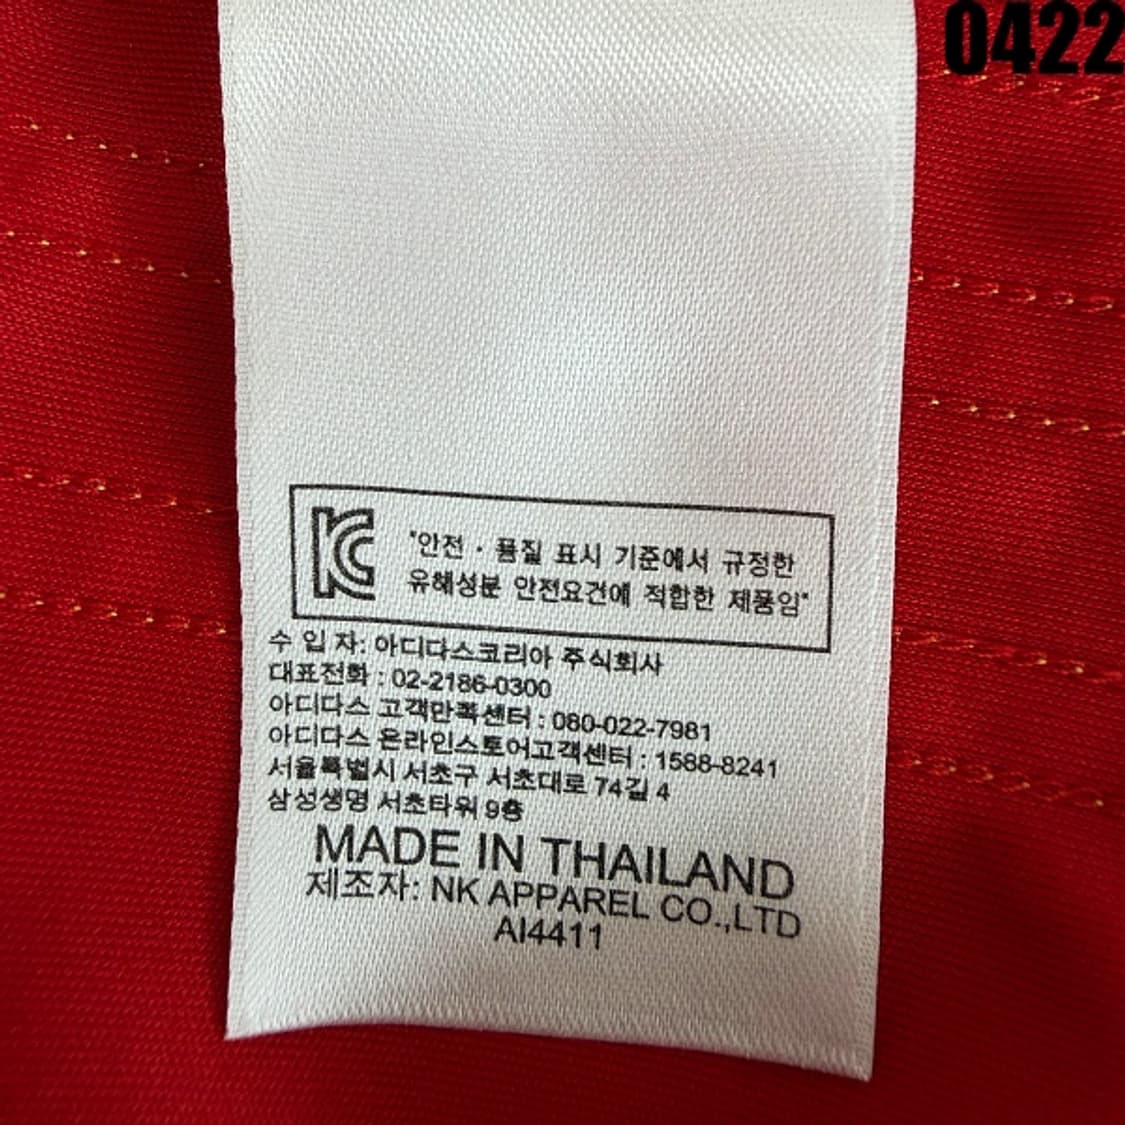 0422
KC
"안전 · 품질 표시 기준에서 규정한
유해성분 안전요건에 적합한 제품임"
수 입 자: 아디다스코리아 주식회사
대표전화 : 02-2186-0300
아디다스 고객만족센터 : 080-022-7981
아디다스 온라인스토어고객센터 : 1588-8241
서울특별시 서초구 서초대로 74길 4
삼성생명 서초타워 9층
MADE IN THAILAND
제조자: NK APPAREL CO.,LTD
AI4411